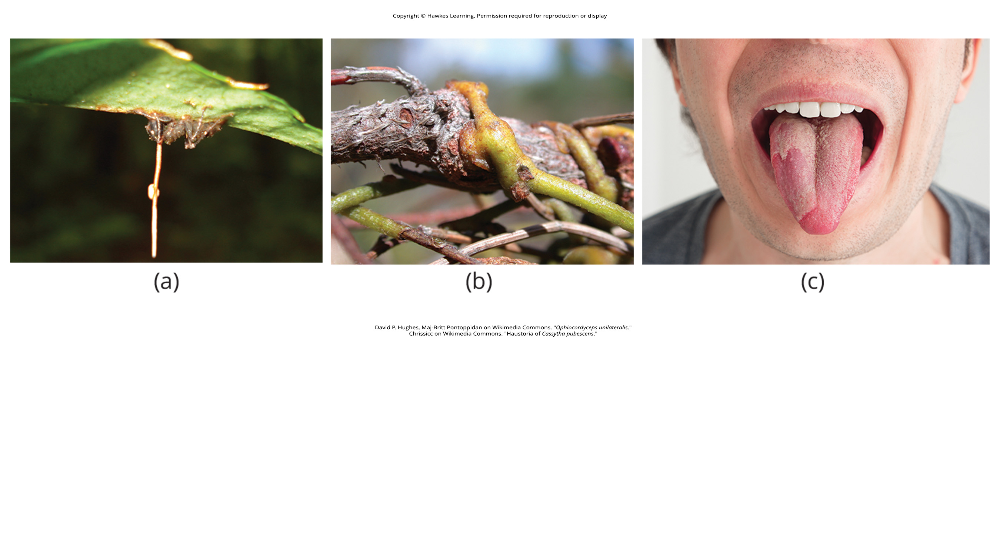 Copyright © Hawkes Learning. Permission required for reproduction or display
(a)
(b)
(c)
David P. Hughes, Maj-Britt Pontoppidan on Wikimedia Commons. "Ophiocordyceps unilateralis."
Chrissicc on Wikimedia Commons. "Haustoria of Cassytha pubescens."